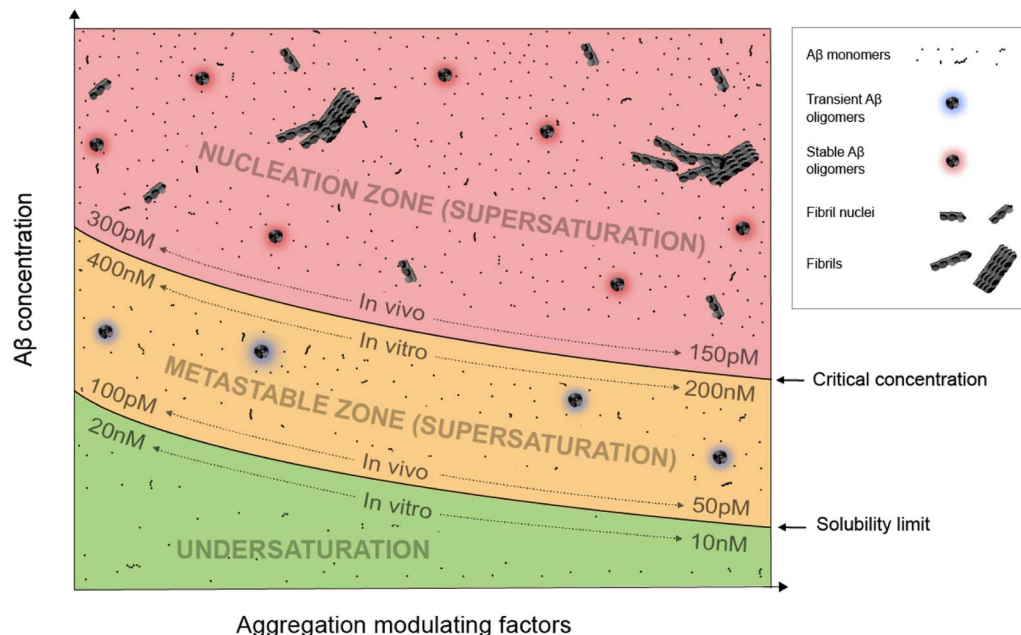 Aβ concentration
NUCLEATION ZONE (SUPERSATURATION)
300pM
In vivo
150pM
400nM
In vitro
200nM
METASTABLE ZONE (SUPERSATURATION)
100pM
In vivo
50pM
20nM
In vitro
10nM
UNDERSATURATION
Aggregation modulating factors
Critical concentration
Solubility limit
Aβ monomers
Transient Aβ
oligomers
Stable Aβ
oligomers
Fibril nuclei
Fibrils